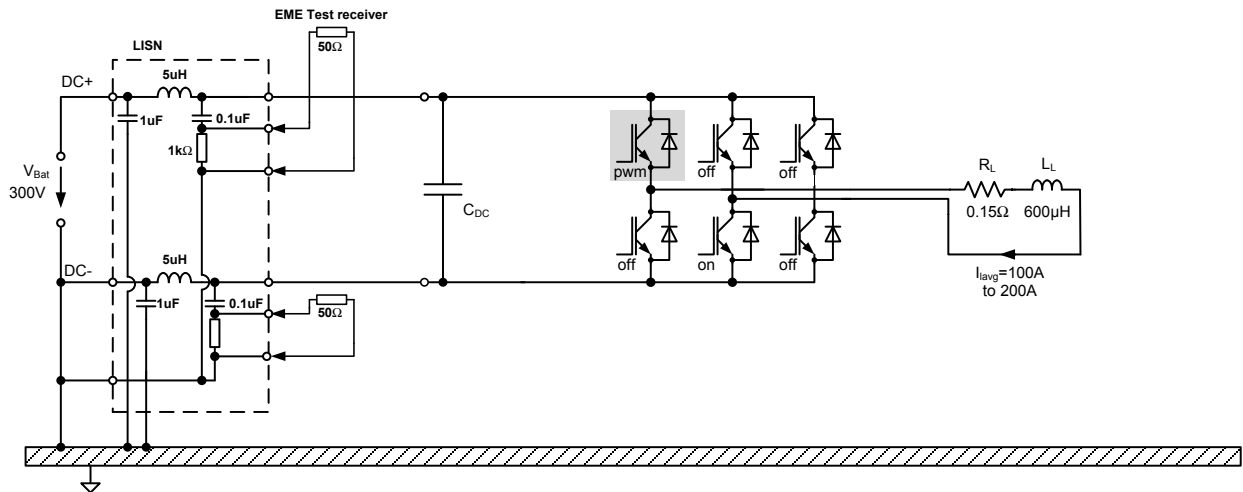 EME Test receiver
50Ω
LISN
DC+
5uH
1uF
0.1uF
1kΩ
V_Bat
300V
C_DC
pwm
off
off
R_L
L_L
0.15Ω
600µH
off
on
off
I_lavg=100A
to 200A
DC-
5uH
1uF
0.1uF
50Ω